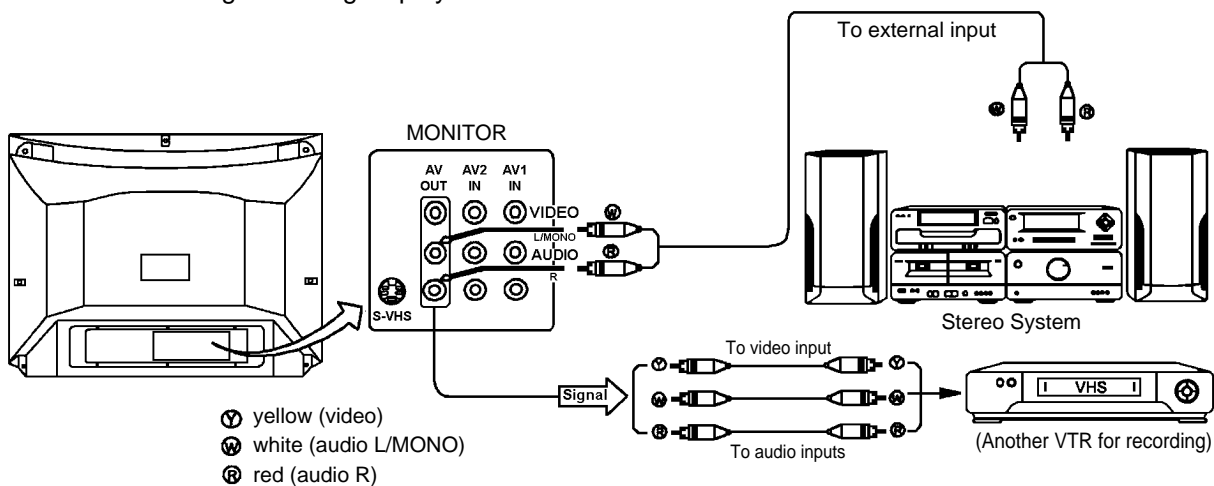 To external input
W R
MONITOR
AV OUT AV2 IN AV1 IN
VIDEO W
L/MONO
AUDIO R
R
S-VHS
Stereo System
To video input
Signal
Y Y
W W
R R
To audio inputs
VHS
(Another VTR for recording)
Y yellow (video)
W white (audio L/MONO)
R red (audio R)